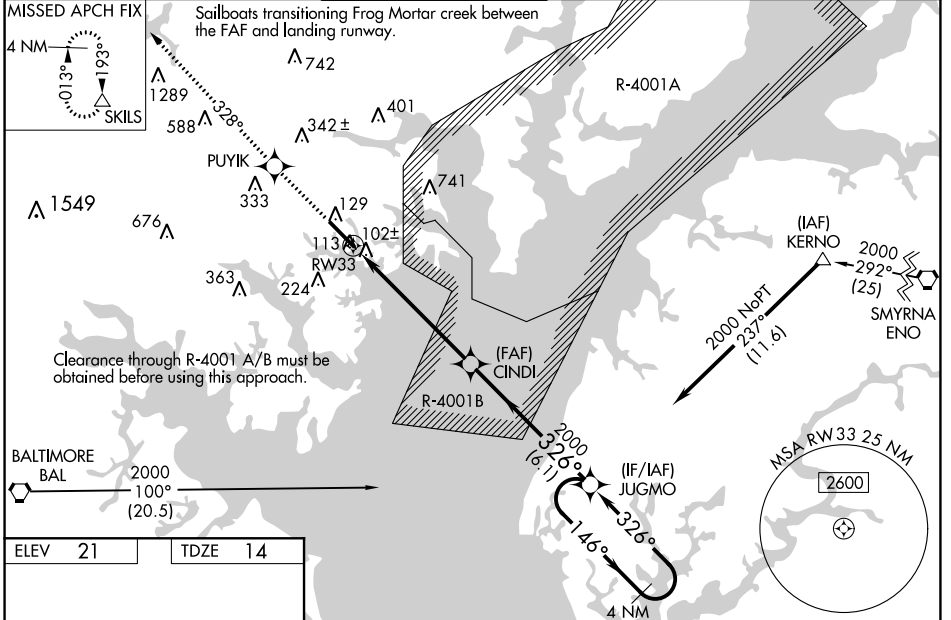 MISSED APCH FIX
4 NM
013°
193°
SKILS
Sailboats transitioning Frog Mortar creek between
the FAF and landing runway.
742
1289
588
328°
342±
401
R-4001A
PUYIK
333
741
1549
676
129
113
102±
RW33
363
224
(IAF)
KERNO
2000
292°
(25)
SMYRNA
ENO
2000 NoPT
237°
(11.6)
Clearance through R-4001 A/B must be
obtained before using this approach.
(FAF)
CINDI
R-4001B
2000
326°
(6.1)
(IF/IAF)
JUGMO
326°
146°
4 NM
BALTIMORE
BAL
2000
100°
(20.5)
MSA RW33 25 NM
2600
ELEV 21
TDZE 14